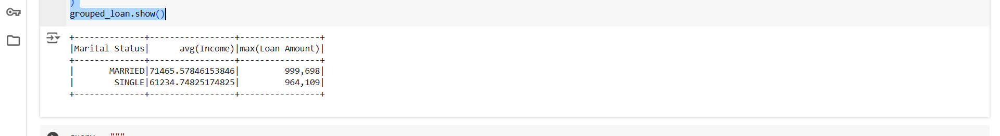 )
grouped_loan.show()
+--------------+-----------------+----------------+
|Marital Status|      avg(Income)|max(Loan Amount)|
+--------------+-----------------+----------------+
|       MARRIED|71465.57846153846|         999,698|
|        SINGLE|61234.74825174825|         964,109|
+--------------+-----------------+----------------+
"""